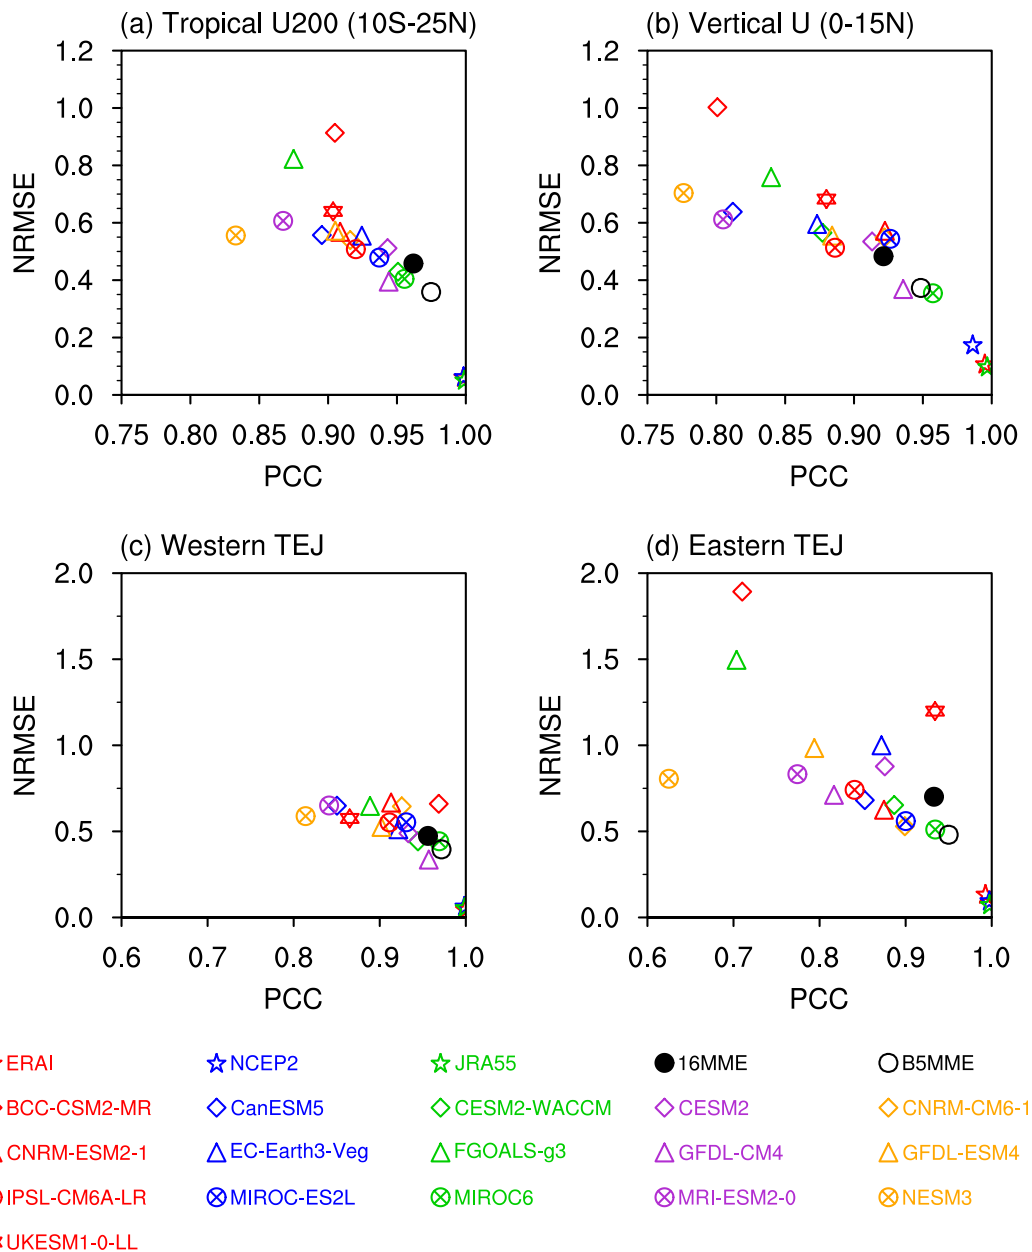 (a) Tropical U200 (10S-25N)
(b) Vertical U (0-15N)
1.2
1.0
0.8
0.6
0.4
0.2
0.0
NRMSE
0.75 0.80 0.85 0.90 0.95 1.00
PCC
1.2
1.0
0.8
0.6
0.4
0.2
0.0
NRMSE
0.75 0.80 0.85 0.90 0.95 1.00
PCC
(c) Western TEJ
(d) Eastern TEJ
2.0
1.5
1.0
0.5
0.0
NRMSE
0.6 0.7 0.8 0.9 1.0
PCC
2.0
1.5
1.0
0.5
0.0
NRMSE
0.6 0.7 0.8 0.9 1.0
PCC
ERAI NCEP2 JRA55 16MME B5MME
BCC-CSM2-MR CanESM5 CESM2-WACCM CESM2 CNRM-CM6-1
CNRM-ESM2-1 EC-Earth3-Veg FGOALS-g3 GFDL-CM4 GFDL-ESM4
IPSL-CM6A-LR MIROC-ES2L MIROC6 MRI-ESM2-0 NESM3
UKESM1-0-LL